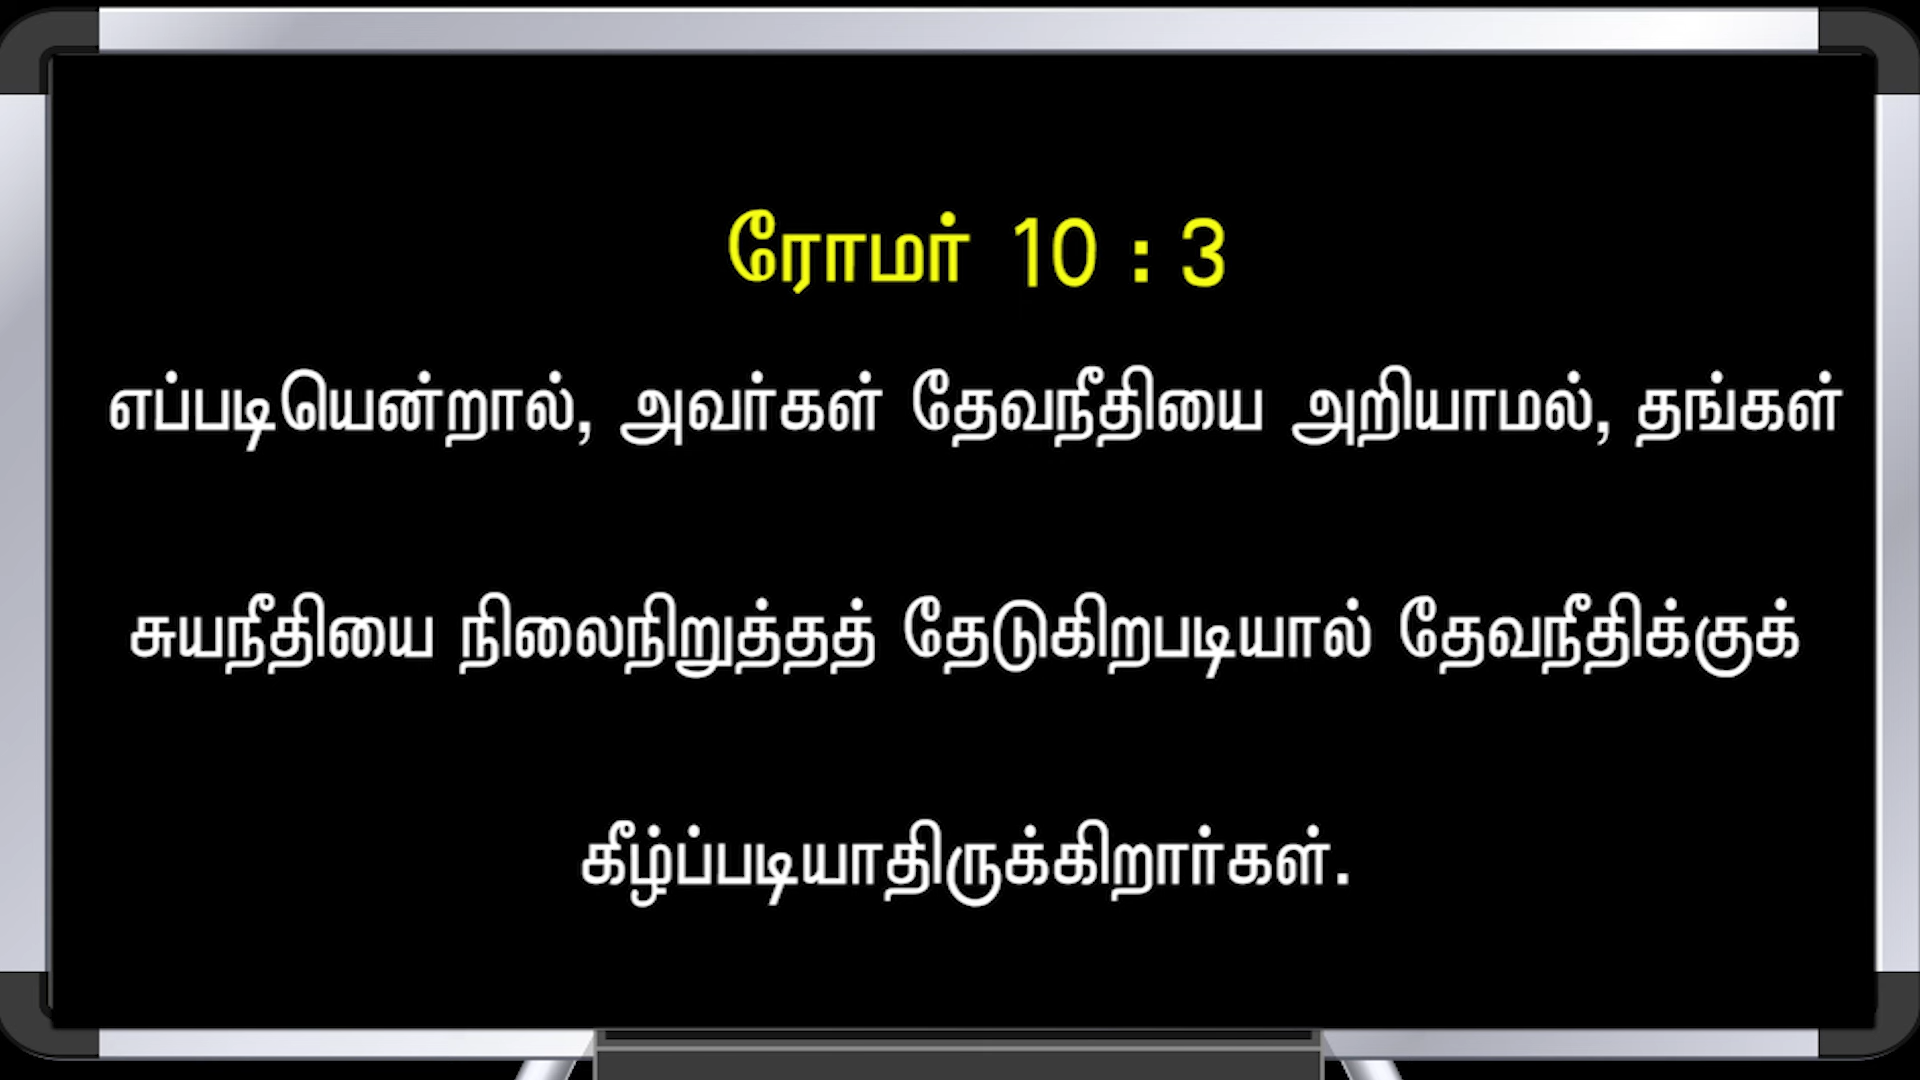 ரோமர் 10 : 3
எப்படியென்றால், அவர்கள் தேவநீதியை அறியாமல், தங்கள்
சுயநீதியை நிலைநிறுத்தத் தேடுகிறபடியால் தேவநீதிக்குக்
கீழ்ப்படியாதிருக்கிறார்கள்.